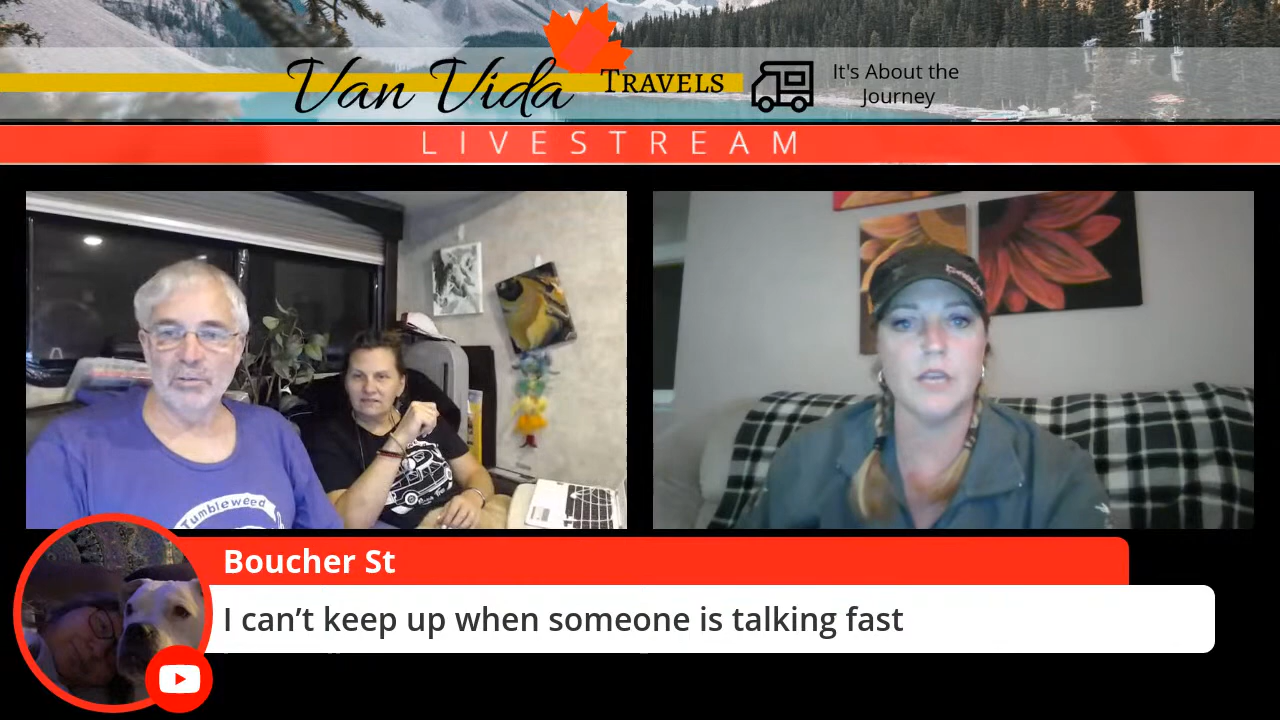 Van Vida Travels
It's About the
Journey
LIVESTREAM
Tumbleweed
Boucher St
I can’t keep up when someone is talking fast